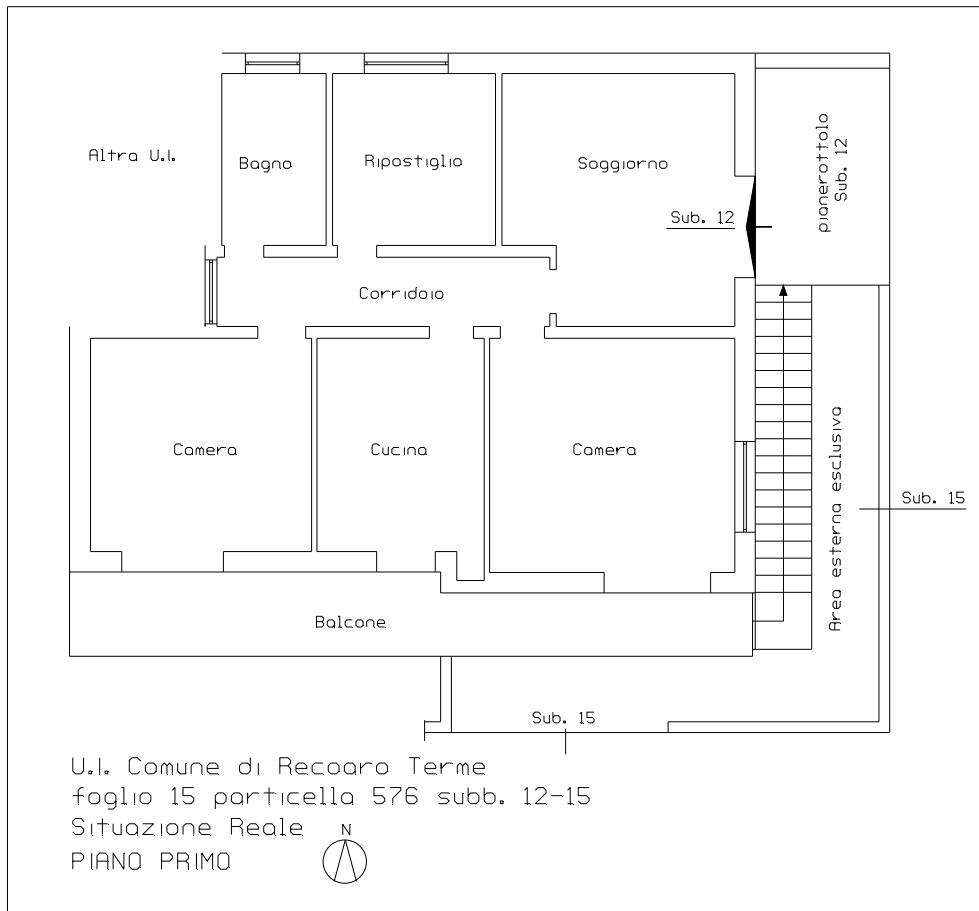 Altra U.I.
Bagno
Ripostiglio
Soggiorno
pianerottolo
Sub. 12
Sub. 12
Corridoio
Camera
Cucina
Camera
Area esterna esclusiva
Sub. 15
Balcone
Sub. 15
U.I. Comune di Recoaro Terme
foglio 15 particella 576 subb. 12-15
Situazione Reale
N
PIANO PRIMO